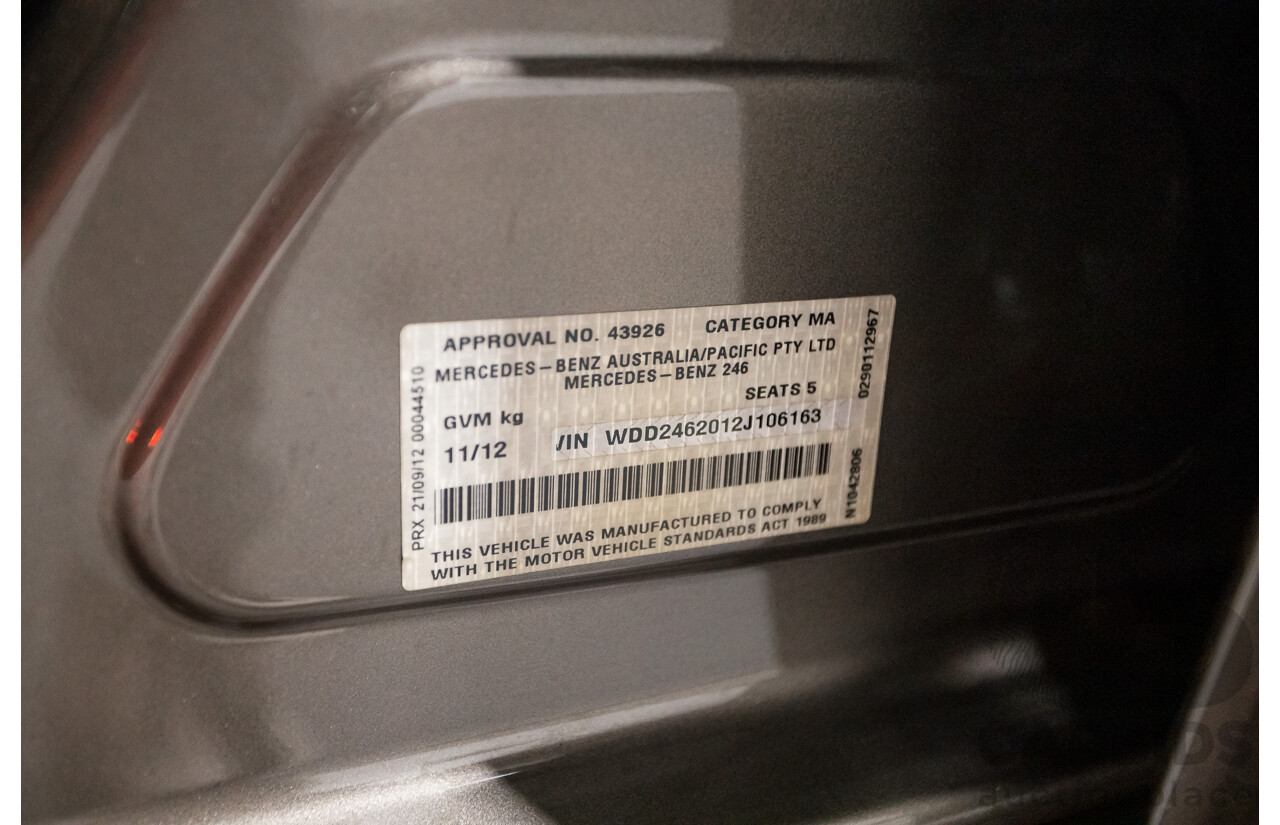 APPROVAL NO. 43926 CATEGORY MA
MERCEDES-BENZ AUSTRALIA/PACIFIC PTY LTD
MERCEDES-BENZ 246
SEATS 5
GVM kg
VIN WDD2462012J106163
11/12
THIS VEHICLE WAS MANUFACTURED TO COMPLY
WITH THE MOTOR VEHICLE STANDARDS ACT 1989
PRX 21/09/12 00044510
0290112967
N1042806